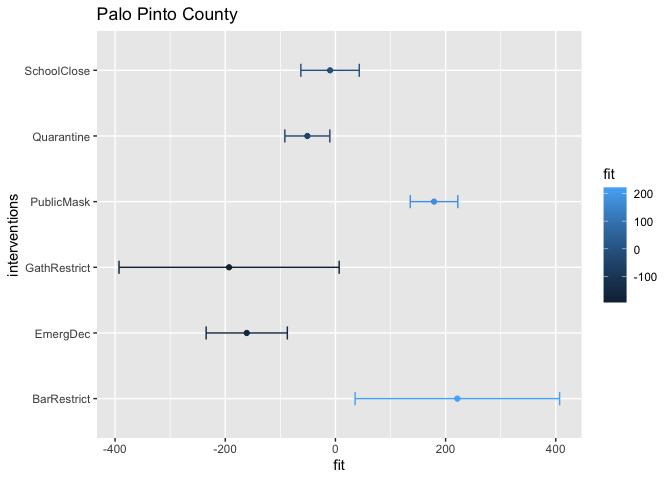 Palo Pinto County
interventions
SchoolClose
Quarantine
PublicMask
GathRestrict
EmergDec
BarRestrict
-400 -200 0 200 400
fit
fit
200
100
0
-100